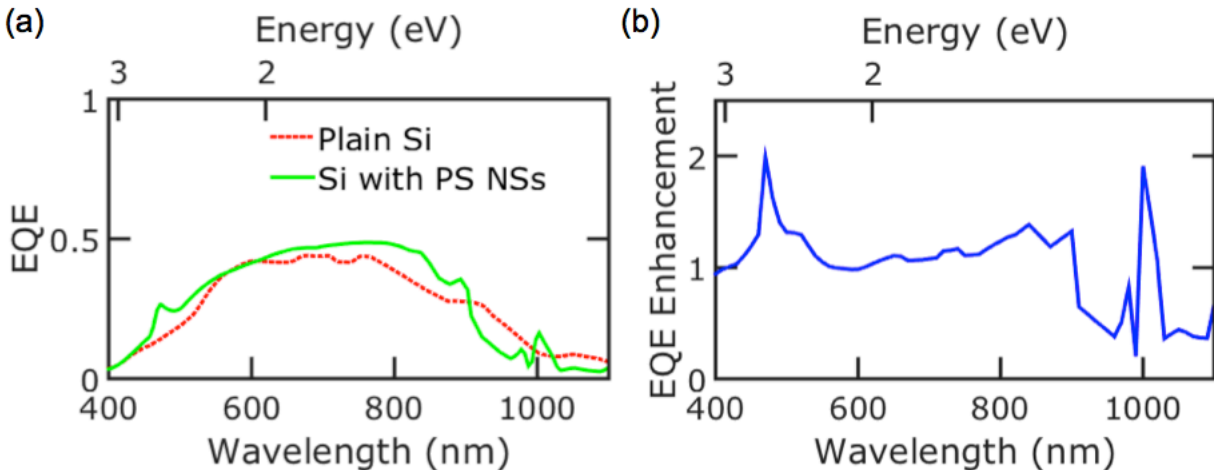 (a)
Energy (eV)
3
2
1
Plain Si
Si with PS NSs
0.5
EQE
0
400
600
800
1000
Wavelength (nm)
(b)
Energy (eV)
3
2
2
EQE Enhancement
1
0
400
600
800
1000
Wavelength (nm)